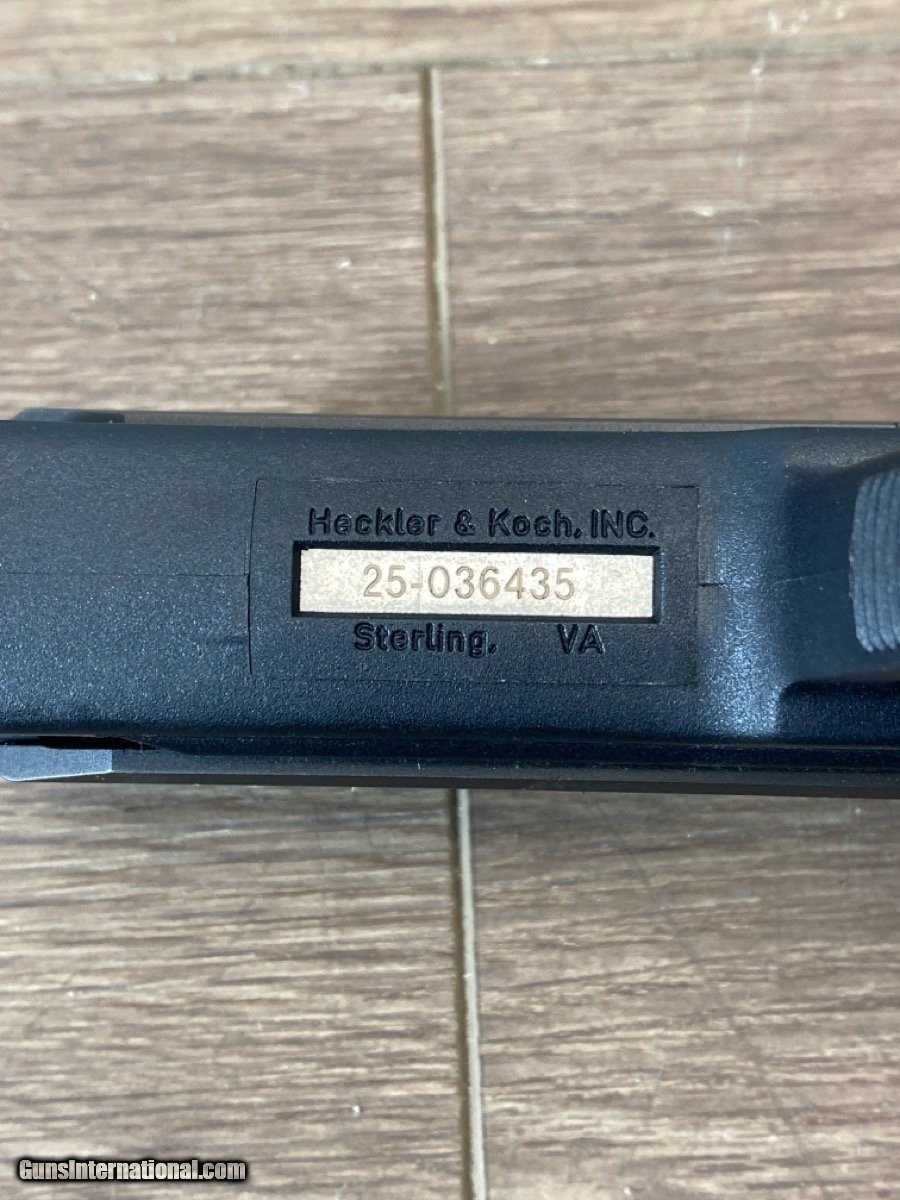 Heckler & Koch, INC.
25-036435
Sterling, VA
GunsInternational.com